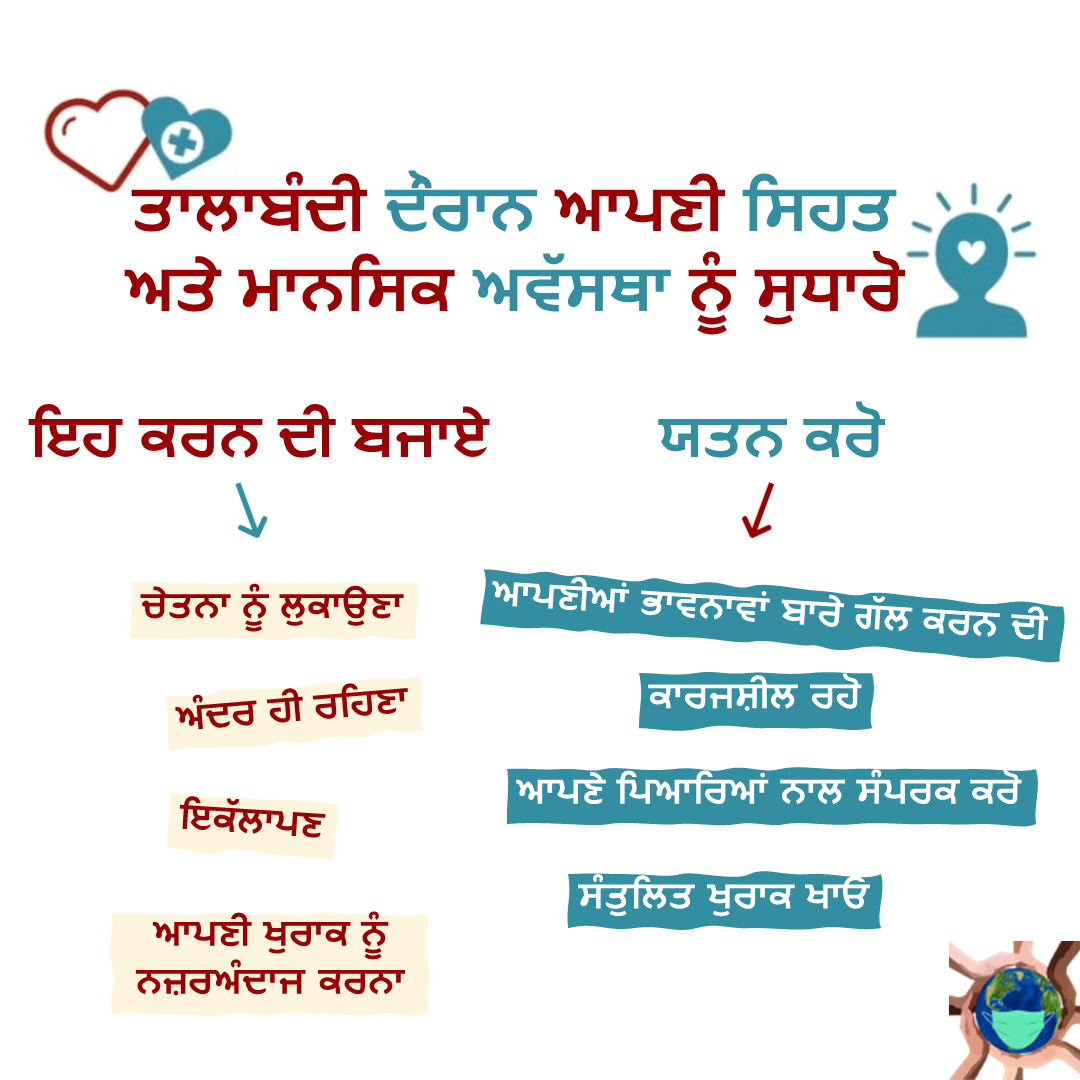 ਤਾਲਾਬੰਦੀ ਦੌਰਾਨ ਆਪਣੀ ਸਿਹਤ
ਅਤੇ ਮਾਨਸਿਕ ਅਵੱਸਥਾ ਨੂੰ ਸੁਧਾਰੋ
ਇਹ ਕਰਨ ਦੀ ਬਜਾਏ
ਚੇਤਨਾ ਨੂੰ ਲੁਕਾਉਣਾ
ਅੰਦਰ ਹੀ ਰਹਿਣਾ
ਇਕੱਲਾਪਣ
ਆਪਣੀ ਖੁਰਾਕ ਨੂੰ
ਨਜ਼ਰਅੰਦਾਜ ਕਰਨਾ
ਯਤਨ ਕਰੋ
ਆਪਣੀਆਂ ਭਾਵਨਾਵਾਂ ਬਾਰੇ ਗੱਲ ਕਰਨ ਦੀ
ਕਾਰਜਸ਼ੀਲ ਰਹੋ
ਆਪਣੇ ਪਿਆਰਿਆਂ ਨਾਲ ਸੰਪਰਕ ਕਰੋ
ਸੰਤੁਲਿਤ ਖੁਰਾਕ ਖਾਓ